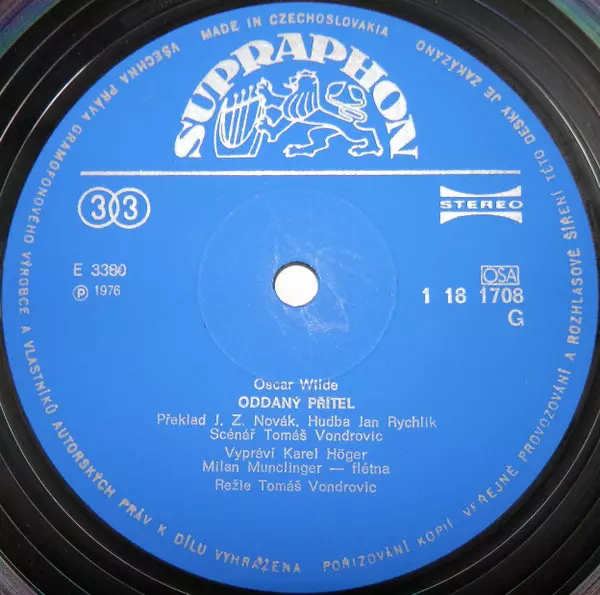 MADE IN CZECHOSLOVAKIA
SUPRAPHON
33
STEREO
E 3380
Ⓟ 1976
OSA
1 18 1708
G
Oscar Wilde
ODDANÝ PŘÍTEL
Překlad J. Z. Novák, Hudba Jan Rychlík
Scénář Tomáš Vondrovic
Vypráví Karel Höger
Milan Munclinger — flétna
Režie Tomáš Vondrovic
VŠECHNA PRÁVA GRAMOFONOVÉHO VÝROBCE A VLASTNÍKŮ AUTORSKÝCH PRÁV K DÍLU VYHRAŽENA
POŘIZOVÁNÍ KOPIÍ VEŘEJNÉ PROVOZOVÁNÍ A ROZHLASOVÉ ŠÍŘENÍ TÉTO DESKY JE ZAKÁZÁNO